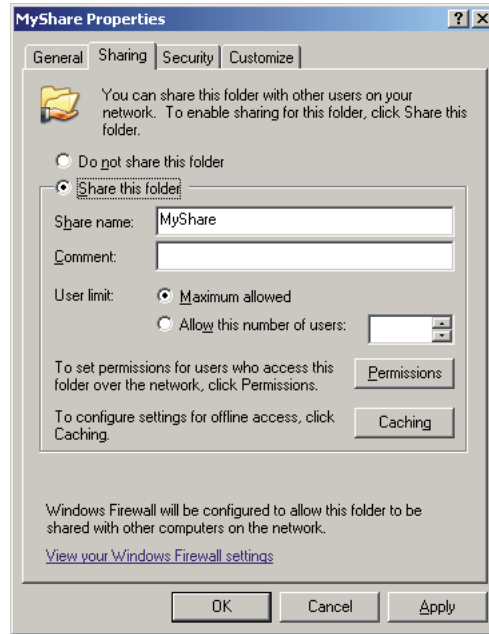 MyShare Properties
General Sharing Security Customize
You can share this folder with other users on your
network. To enable sharing for this folder, click Share this
folder.
Do not share this folder
Share this folder
Share name: MyShare
Comment:
User limit: Maximum allowed
Allow this number of users:
To set permissions for users who access this
folder over the network, click Permissions.
Permissions
To configure settings for offline access, click
Caching.
Caching
Windows Firewall will be configured to allow this folder to be
shared with other computers on the network.
View your Windows Firewall settings
OK Cancel Apply